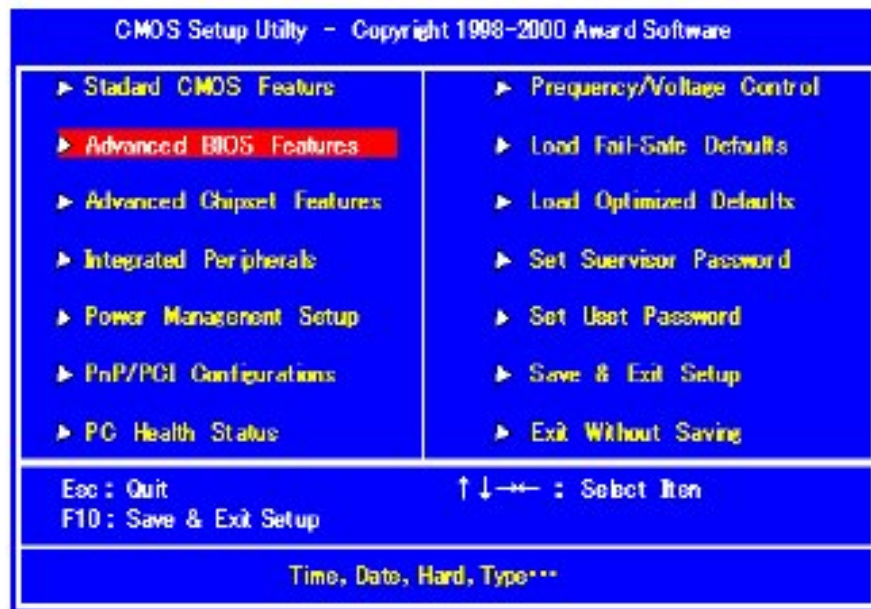 CMOS Setup Utilty - Copyright 1998-2000 Award Software
Stadard CMOS Featurs
Advanced BIOS Features
Advanced Chipset Features
Integrated Peripherals
Power Management Setup
PnP/PCI Configurations
PC Health Status
Prequency/Voltage Control
Load Fail-Safe Defaults
Load Optimized Defaults
Set Suervisor Password
Set Uset Password
Save & Exit Setup
Exit Without Saving
Esc : Quit
F10 : Save & Exit Setup
↑↓→← : Select Iten
Time, Date, Hard, Type···